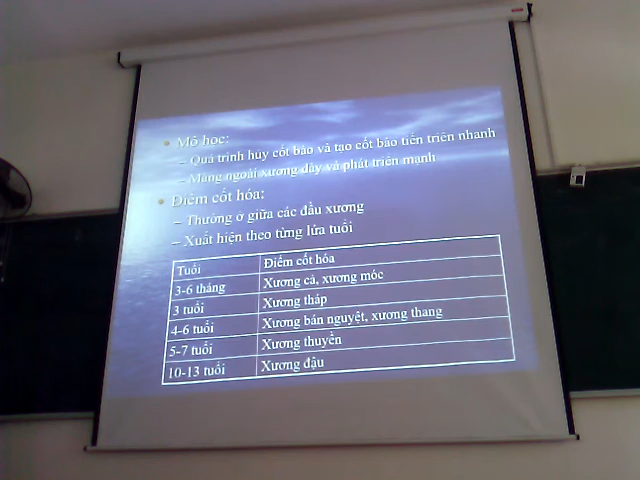 Mô học:
– Quá trình hủy cốt bào và tạo cốt bào tiến triển nhanh
– Màng ngoài xương dày và phát triển mạnh
Điểm cốt hóa:
– Thường ở giữa các đầu xương
– Xuất hiện theo từng lứa tuổi
Tuổi Điểm cốt hóa
3-6 tháng Xương cả, xương móc
3 tuổi Xương tháp
4-6 tuổi Xương bán nguyệt, xương thang
5-7 tuổi Xương thuyền
10-13 tuổi Xương đậu